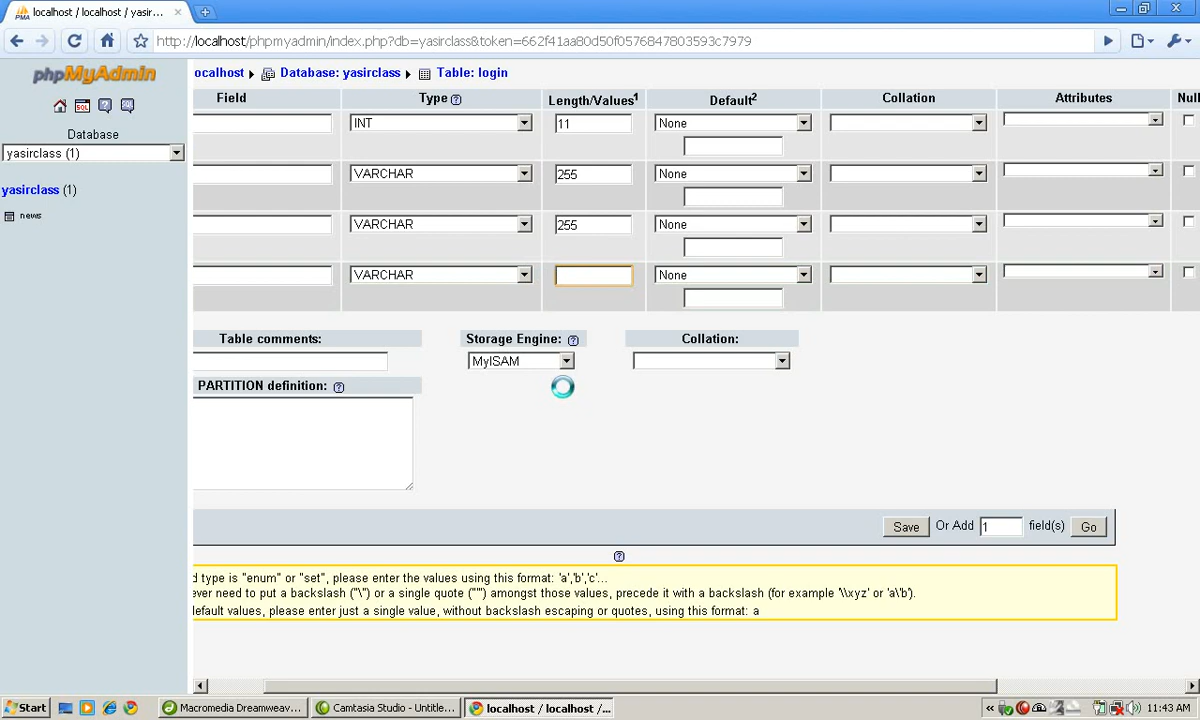 localhost / localhost / yasir...
http://localhost/phpmyadmin/index.php?db=yasirclass&token=662f41aa80d50f0576847803593c7979
phpMyAdmin
ocalhost Database: yasirclass Table: login
SQL
Database
yasirclass (1)
yasirclass (1)
news
Field Type Length/Values1 Default2 Collation Attributes Null
INT 11 None
VARCHAR 255 None
VARCHAR 255 None
VARCHAR None
Table comments: Storage Engine: Collation:
MyISAM
PARTITION definition:
Save Or Add 1 field(s) Go
d type is "enum" or "set", please enter the values using this format: 'a','b','c'...
ever need to put a backslash ("\") or a single quote ("'") amongst those values, precede it with a backslash (for example '\\xyz' or 'a\'b').
default values, please enter just a single value, without backslash escaping or quotes, using this format: a
Start Macromedia Dreamweav... Camtasia Studio - Untitle... localhost / localhost /... 11:43 AM